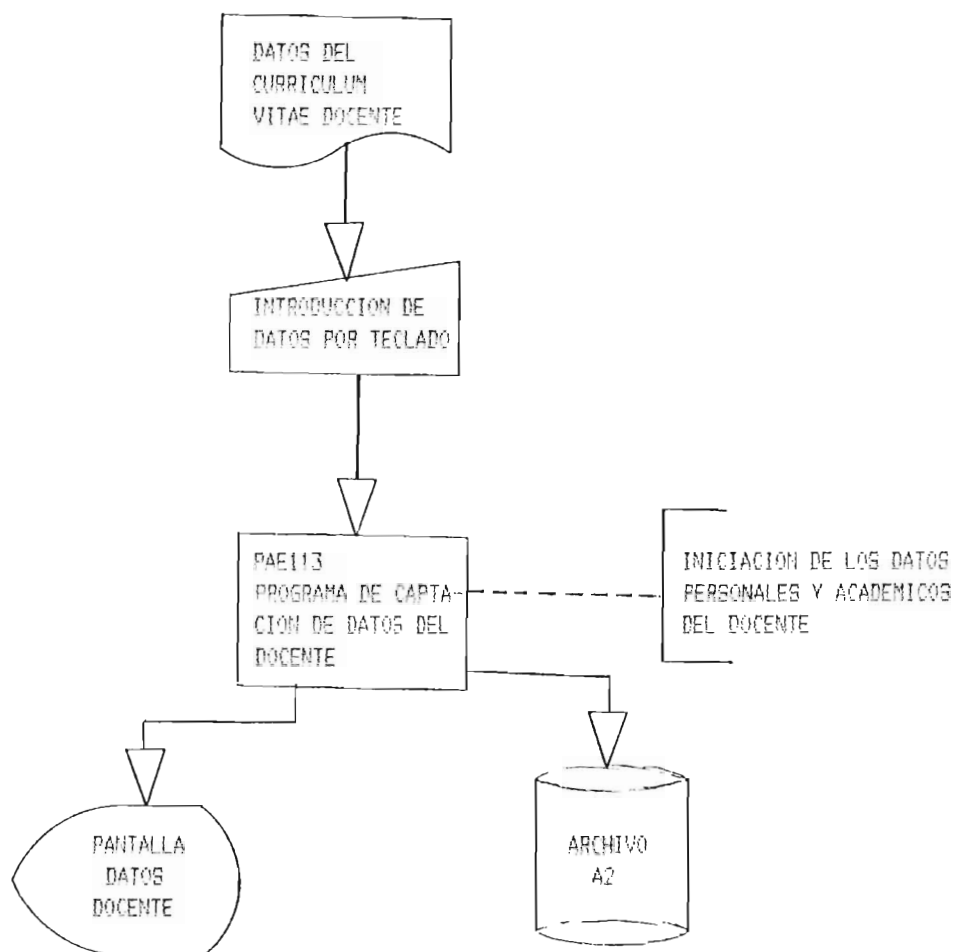 DATOS DEL
CURRICULUM
VITAE DOCENTE
INTRODUCCION DE
DATOS POR TECLADO
PAE113
PROGRAMA DE CAPTA-
CION DE DATOS DEL
DOCENTE
INICIACION DE LOS DATOS
PERSONALES Y ACADEMICOS
DEL DOCENTE
PANTALLA
DATOS
DOCENTE
ARCHIVO
A2